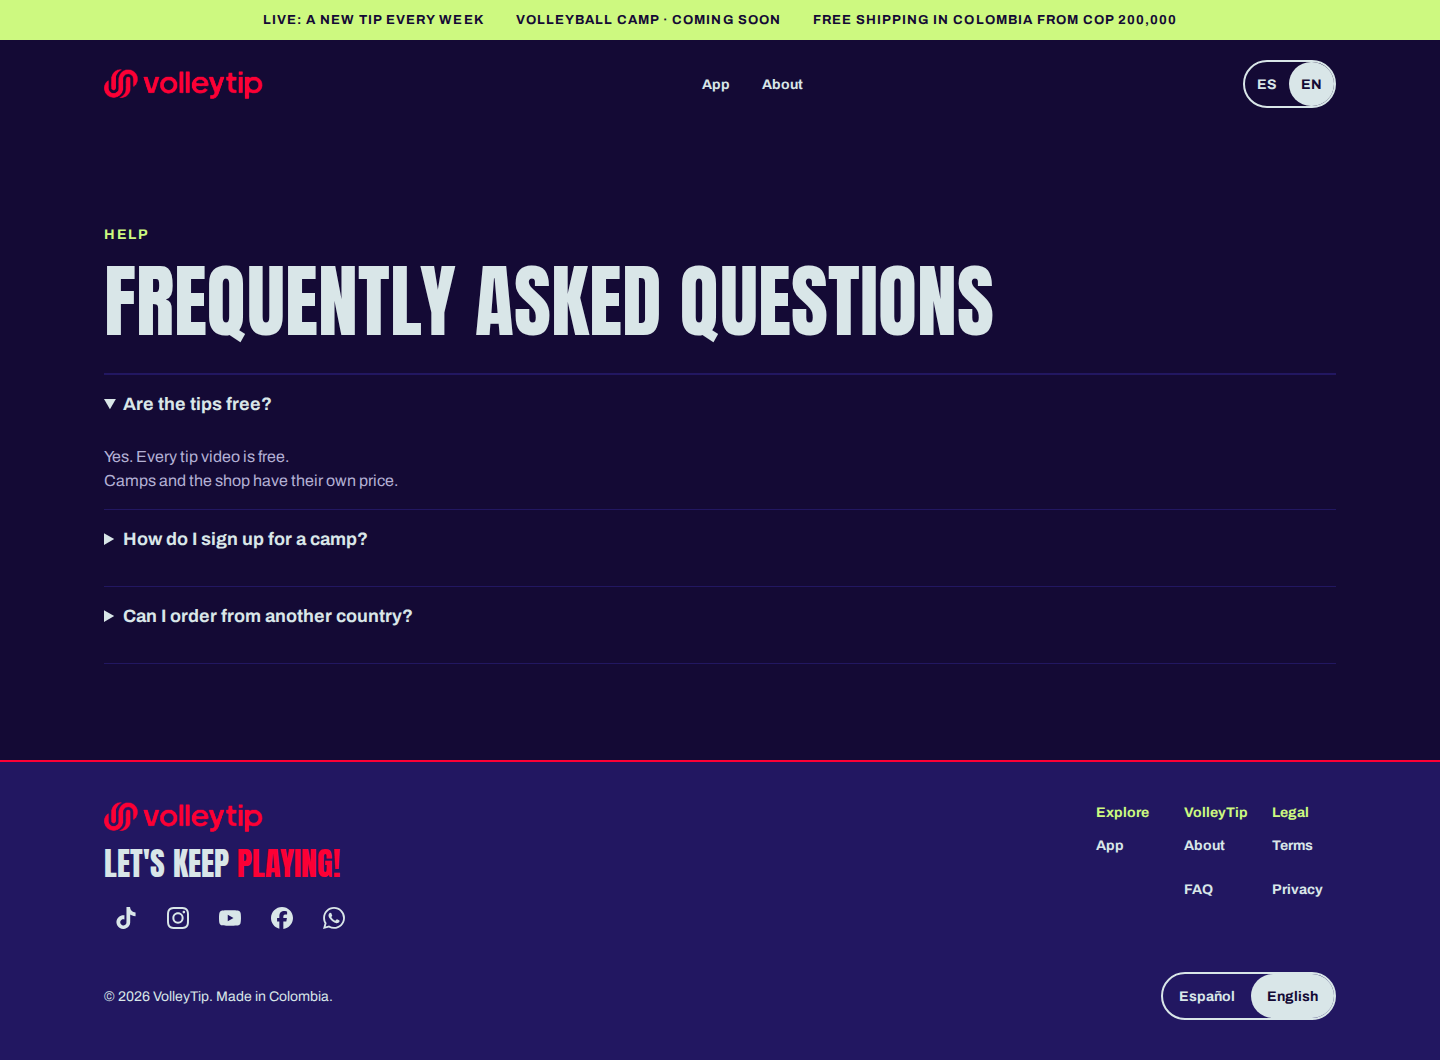 LIVE: A NEW TIP EVERY WEEK VOLLEYBALL CAMP · COMING SOON FREE SHIPPING IN COLOMBIA FROM COP 200,000
volleytip App About ES EN
HELP
FREQUENTLY ASKED QUESTIONS
Are the tips free?
Yes. Every tip video is free.
Camps and the shop have their own price.
How do I sign up for a camp?
Can I order from another country?
volleytip
LET'S KEEP PLAYING!
Explore VolleyTip Legal
App About Terms
FAQ Privacy
© 2026 VolleyTip. Made in Colombia.
Español English